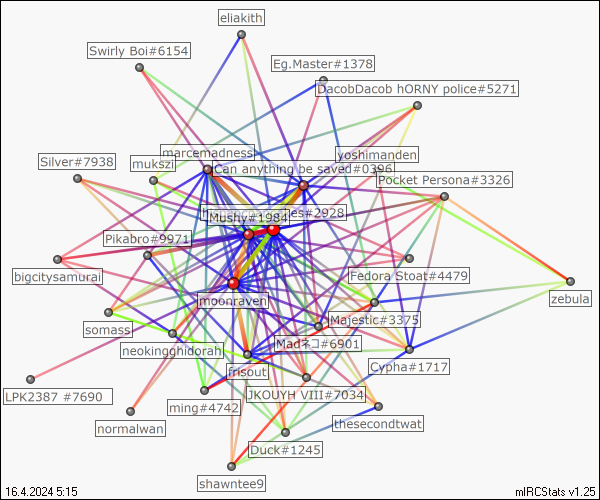 eliakith
Swirly Boi#6154
Eg.Master#1378
DacobDacob hORNY police#5271
marcemadness
yoshimanden
Silver#7938
mukszi
Can anything be saved#0396
Pocket Persona#3326
es#2928
Mushy#1984
Pikabro#9971
bigcitysamurai
Fedora Stoat#4479
zebula
moonraven
somass
Majestic#3375
neokingghidorah
Madネコ#6901
frisout
Cypha#1717
LPK2387 #7690
JKOUYH VIII#7034
ming#4742
thesecondtwat
normalwan
Duck#1245
shawntee9
16.4.2024 5:15
mIRCStats v1.25